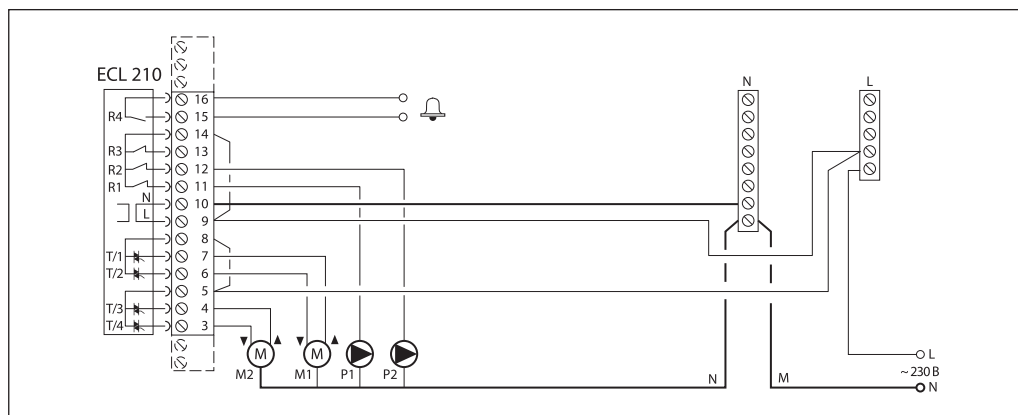 ECL 210
N
L
16
R4
15
14
R3
13
R2
12
R1
11
N
10
L
9
8
T/1
7
T/2
6
5
T/3
4
T/4
3
M
M
M2
M1
P1
P2
N
M
L
~ 230 В
N